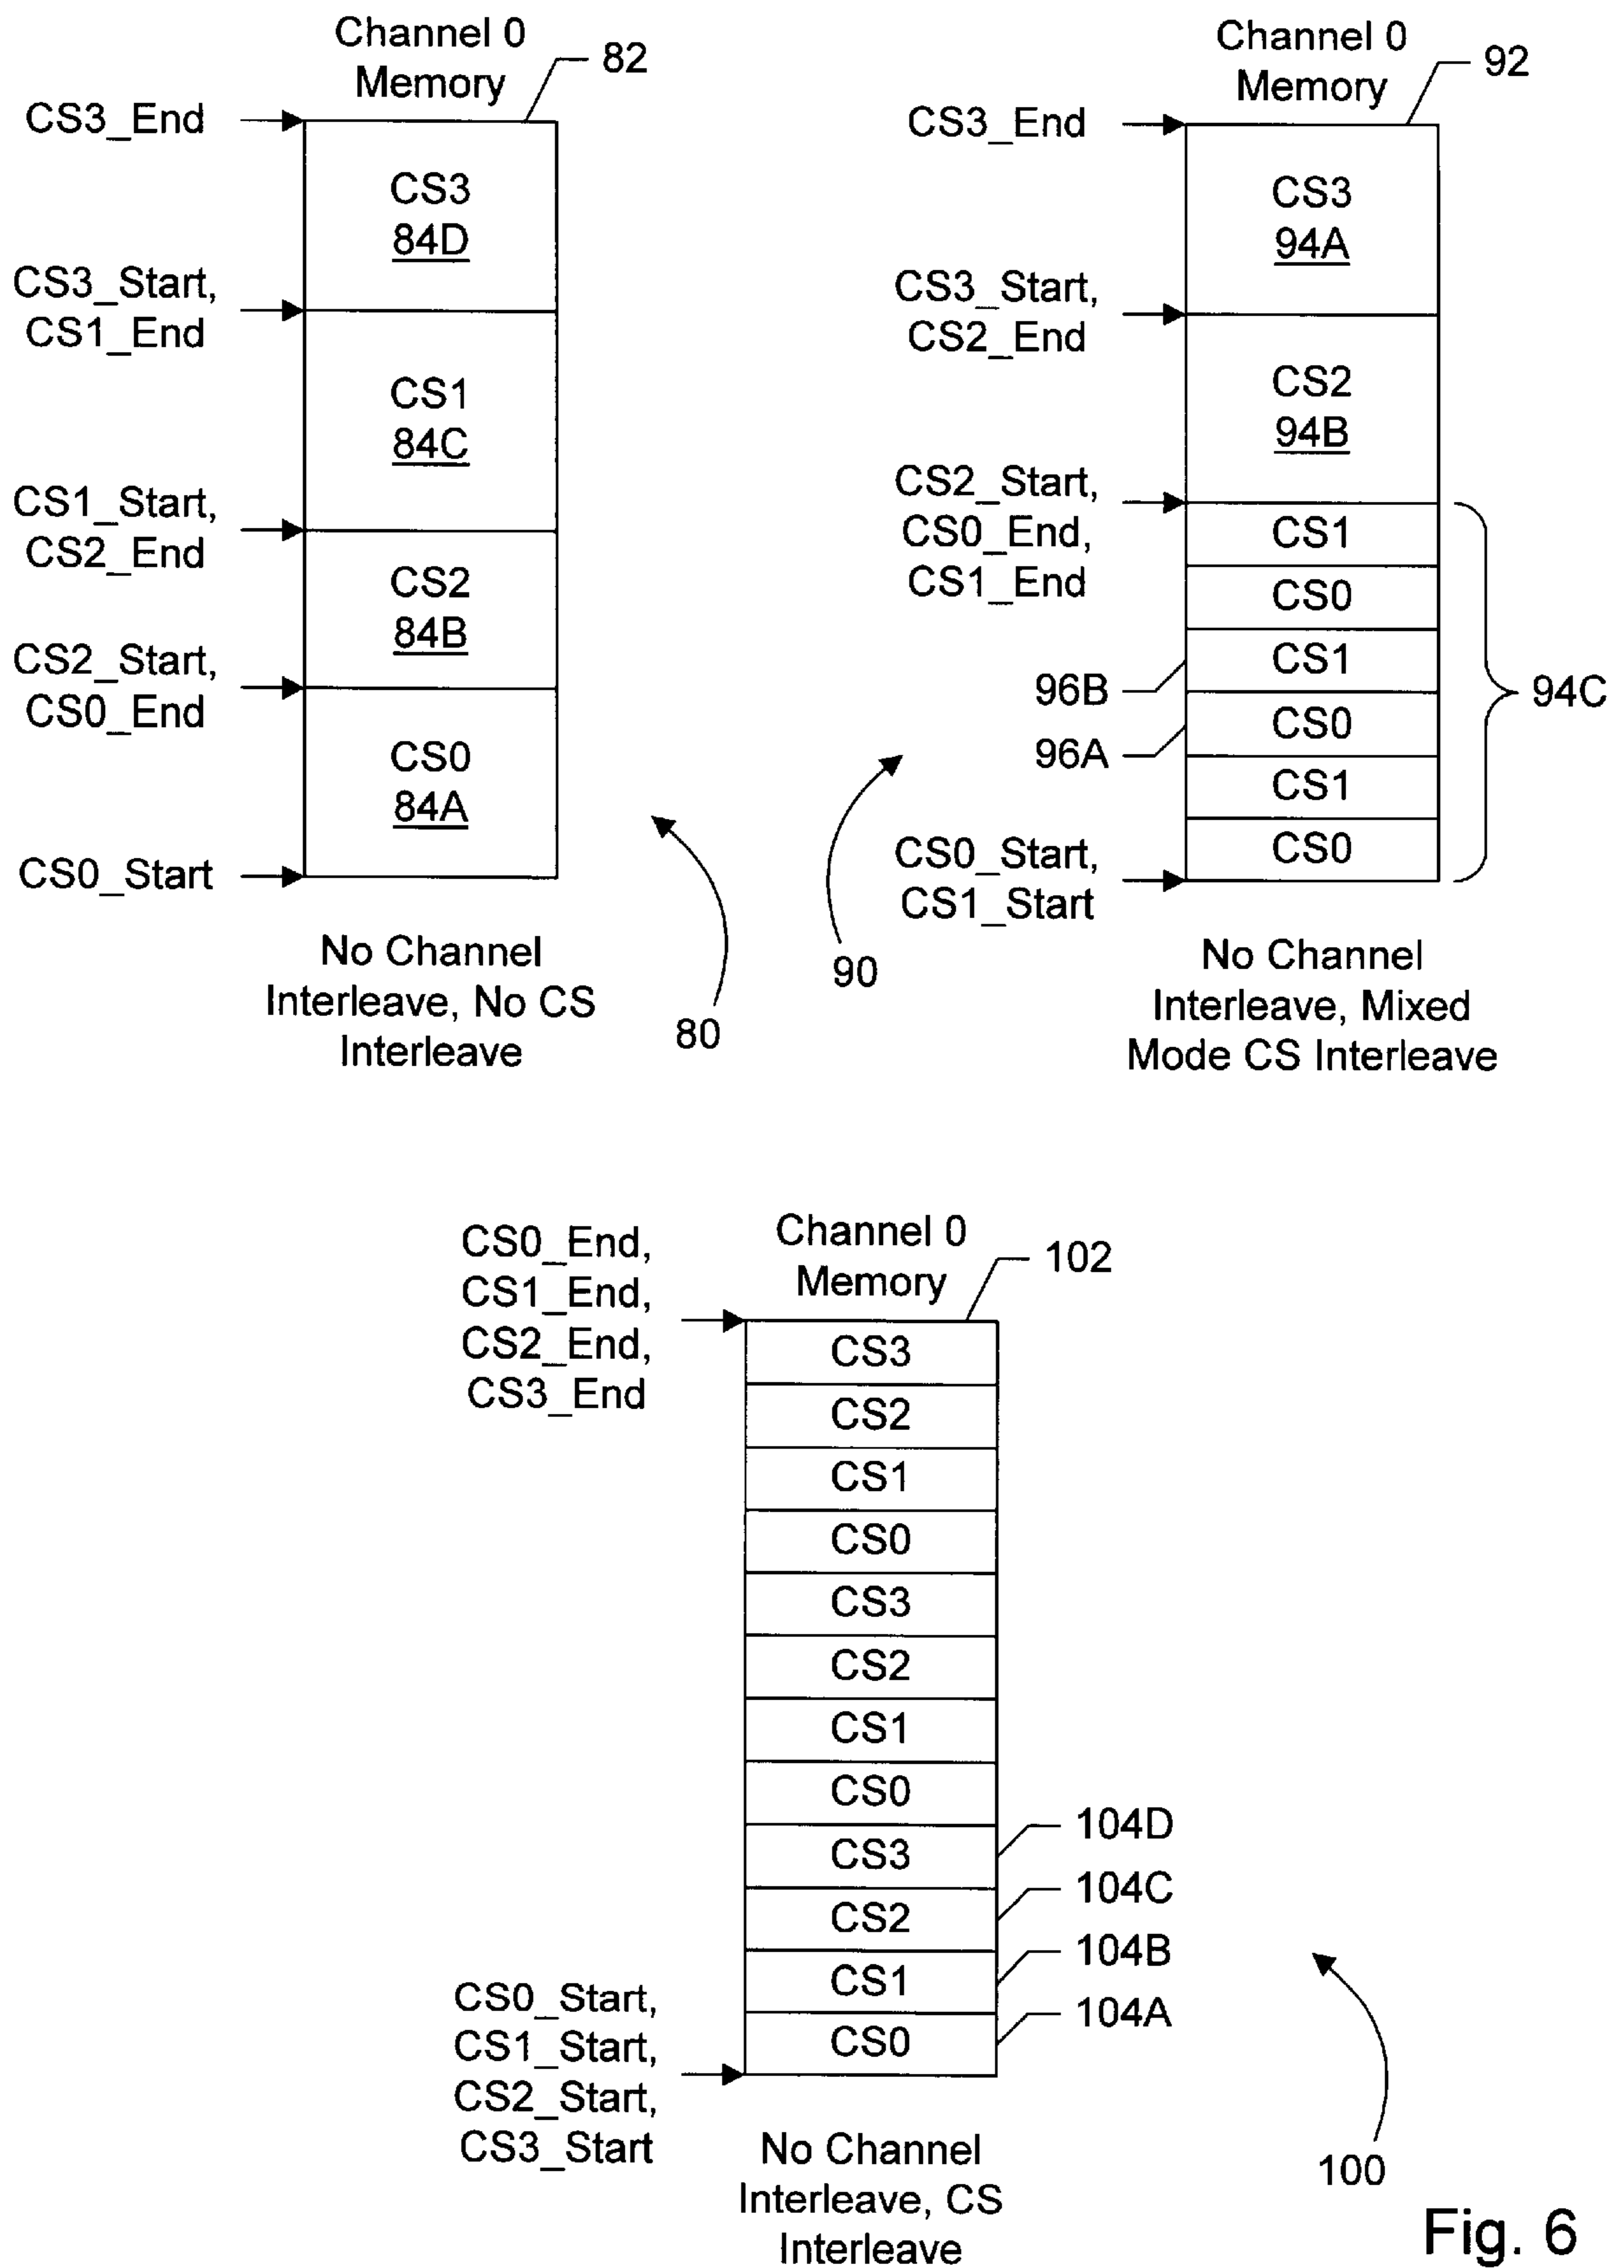 Channel 0
Memory
82
CS3_End
CS3
84D
CS3_Start,
CS1_End
CS1
84C
CS1_Start,
CS2_End
CS2
84B
CS2_Start,
CS0_End
CS0
84A
CS0_Start
No Channel
Interleave, No CS
Interleave
80
Channel 0
Memory
92
CS3_End
CS3
94A
CS3_Start,
CS2_End
CS2
94B
CS2_Start,
CS0_End,
CS1_End
CS1
CS0
CS1
96B
CS0
96A
CS1
CS0
94C
CS0_Start,
CS1_Start
90
No Channel
Interleave, Mixed
Mode CS Interleave
Channel 0
Memory
102
CS0_End,
CS1_End,
CS2_End,
CS3_End
CS3
CS2
CS1
CS0
CS3
CS2
CS1
CS0
CS3
104D
CS2
104C
CS1
104B
CS0
104A
CS0_Start,
CS1_Start,
CS2_Start,
CS3_Start
No Channel
Interleave, CS
Interleave
100
Fig. 6